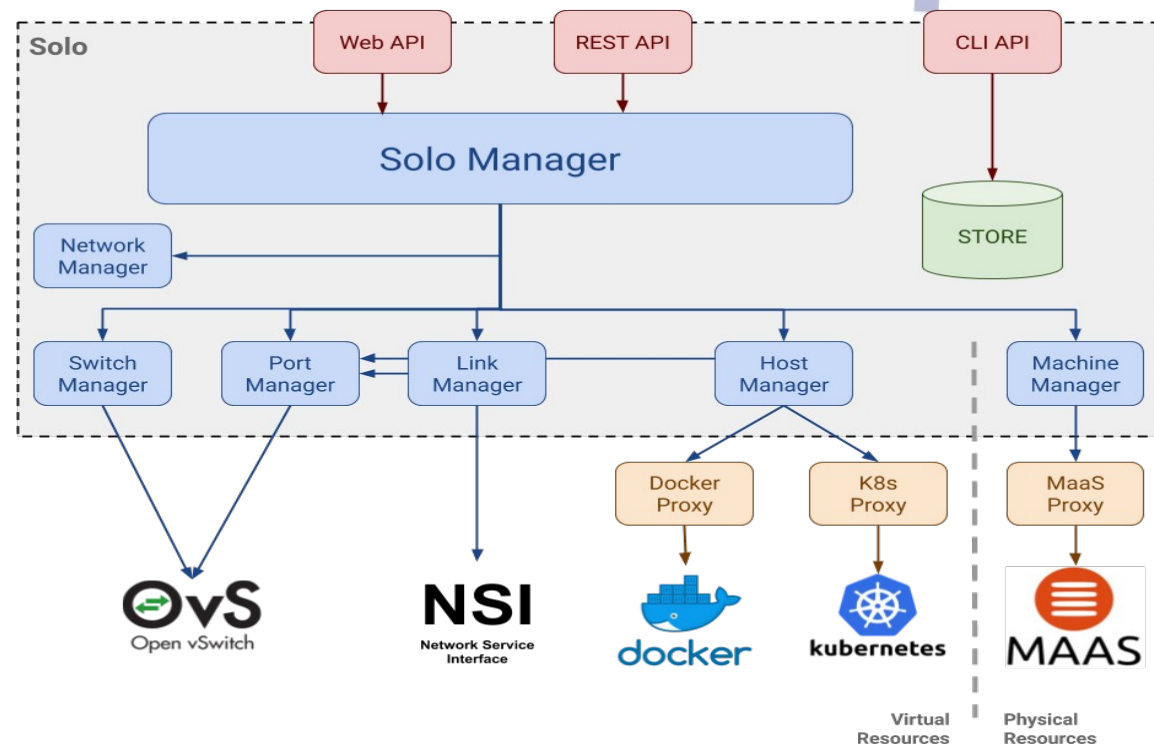 Solo
Web API
REST API
CLI API
Solo Manager
STORE
Network
Manager
Switch
Manager
Port
Manager
Link
Manager
Host
Manager
Machine
Manager
Docker
Proxy
K8s
Proxy
MaaS
Proxy
OvS
Open vSwitch
NSI
Network Service
Interface
docker
kubernetes
MAAS
Virtual
Resources
Physical
Resources